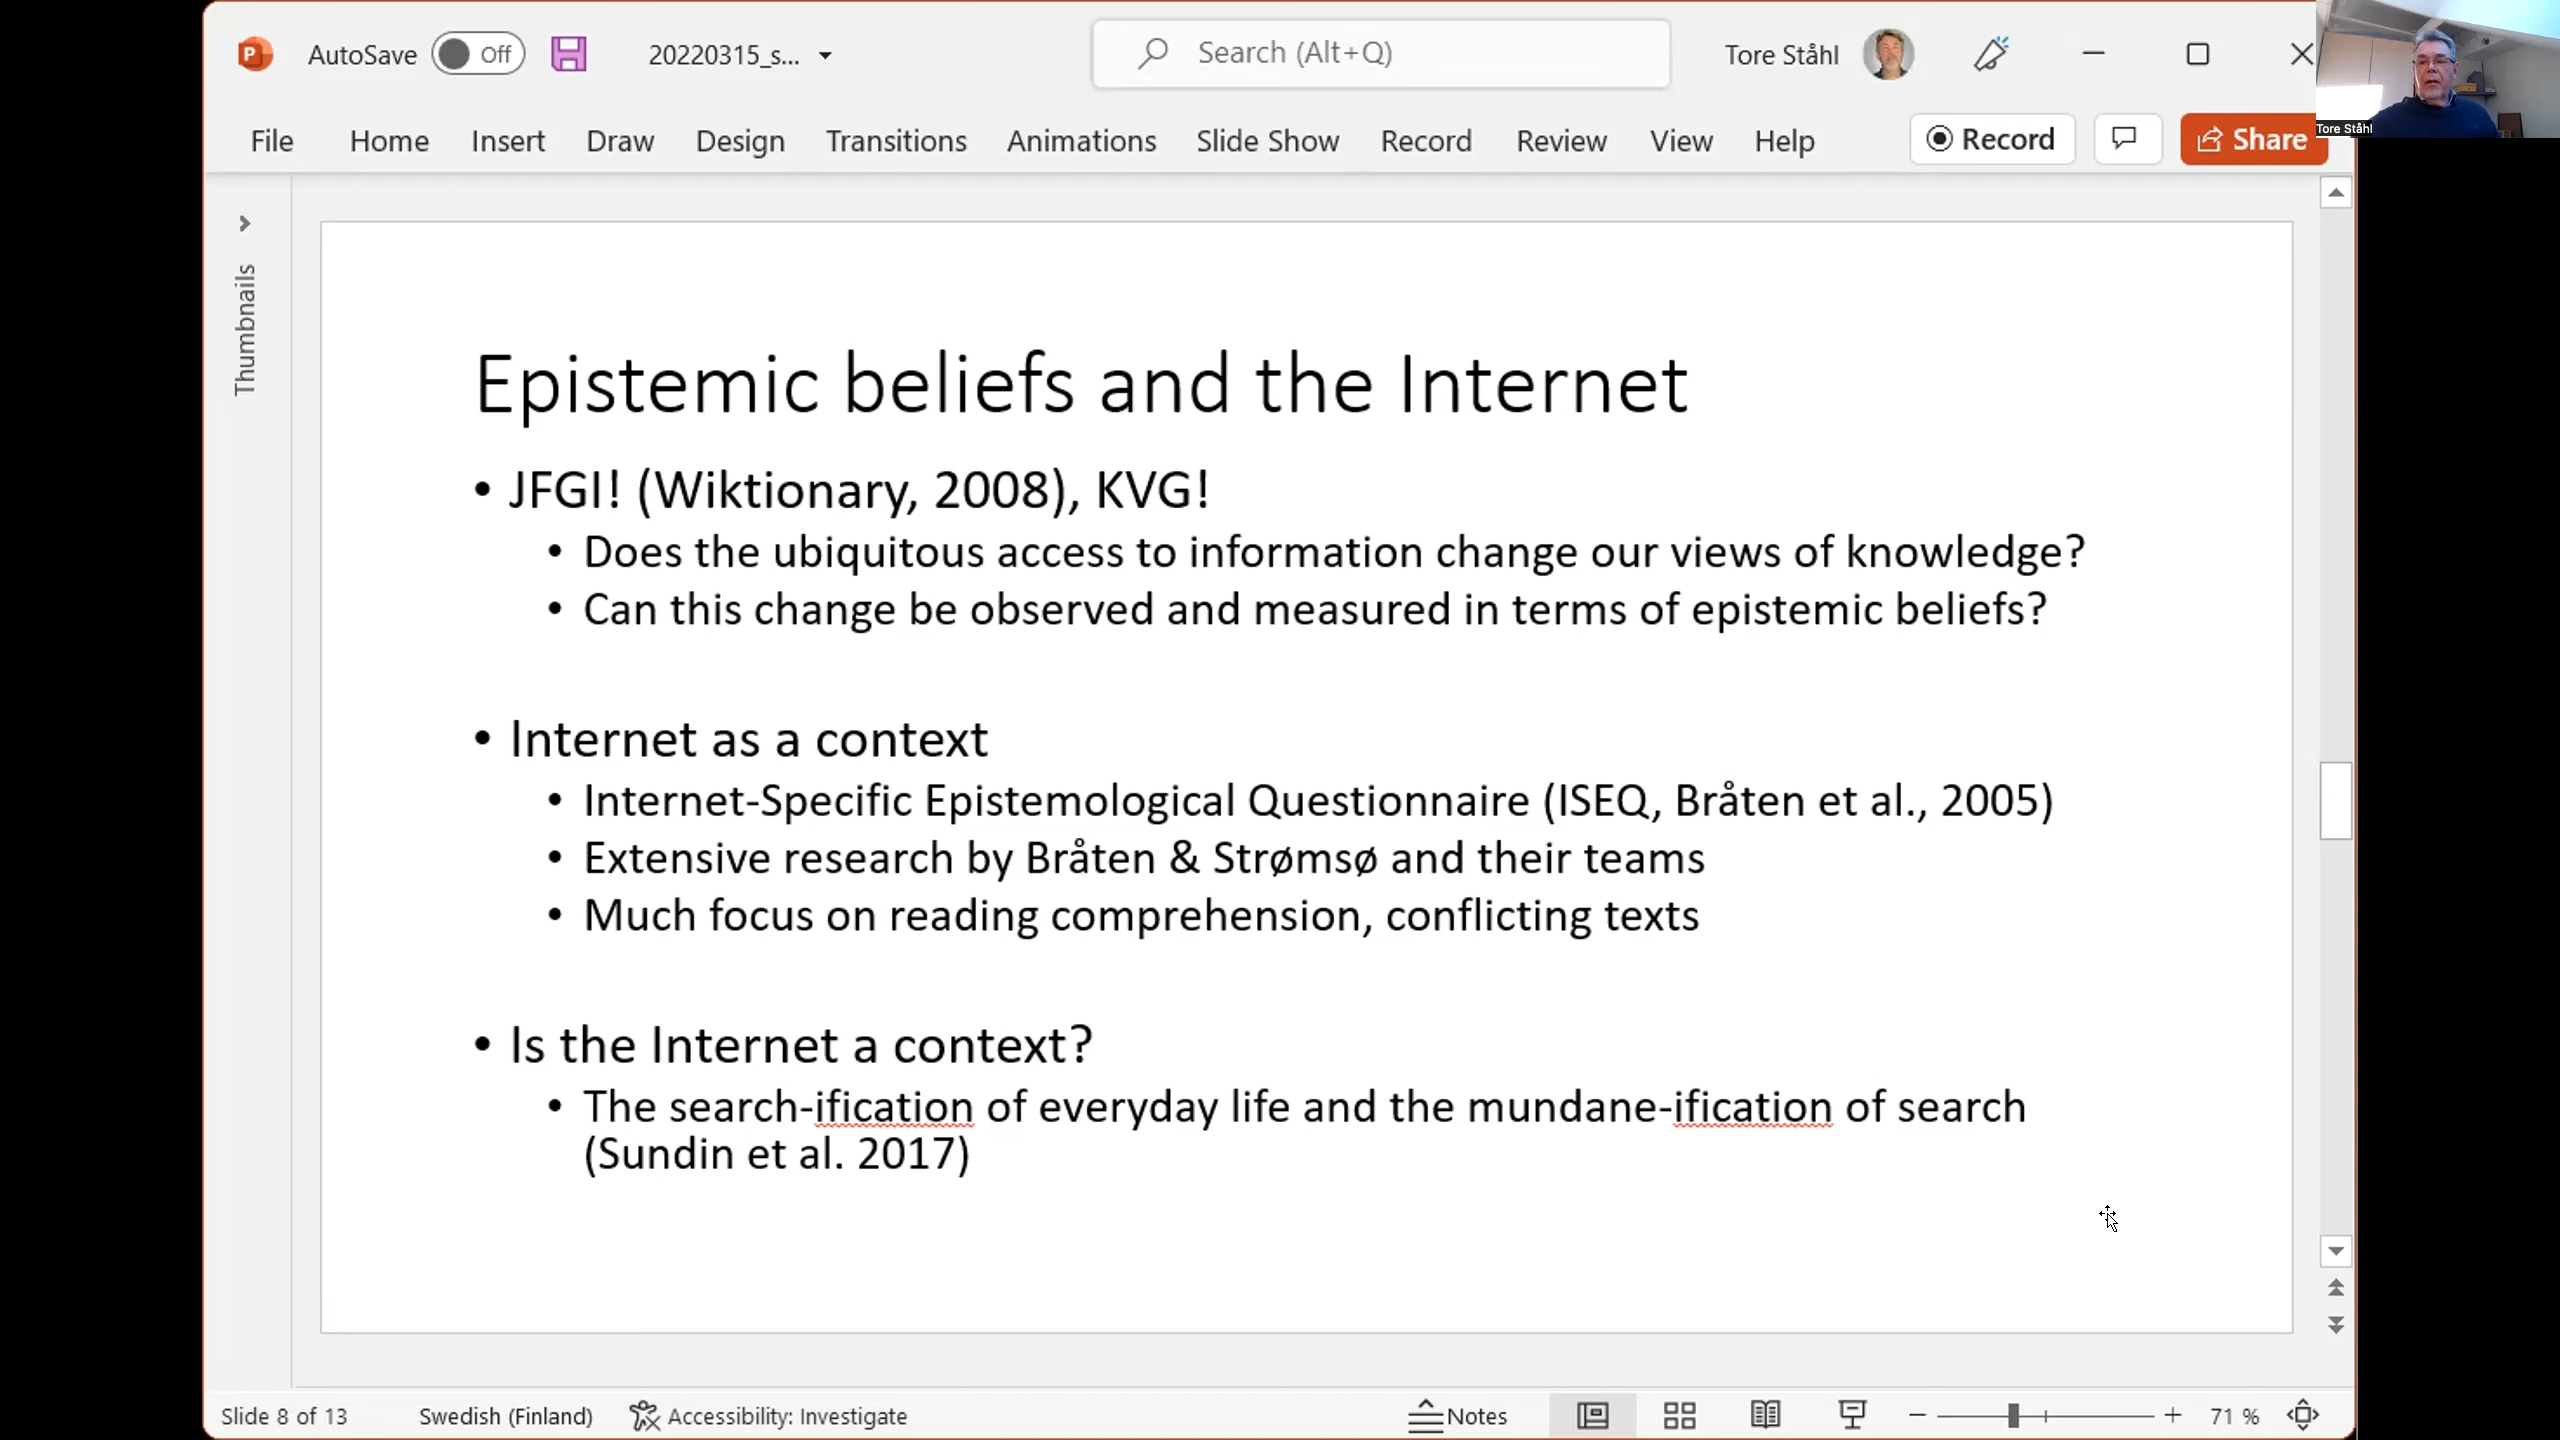 AutoSave Off 20220315_s... Search (Alt+Q) Tore Ståhl
Tore Ståhl
File Home Insert Draw Design Transitions Animations Slide Show Record Review View Help Record Share
Thumbnails
Epistemic beliefs and the Internet
• JFGI! (Wiktionary, 2008), KVG!
• Does the ubiquitous access to information change our views of knowledge?
• Can this change be observed and measured in terms of epistemic beliefs?
• Internet as a context
• Internet-Specific Epistemological Questionnaire (ISEQ, Bråten et al., 2005)
• Extensive research by Bråten & Strømsø and their teams
• Much focus on reading comprehension, conflicting texts
• Is the Internet a context?
• The search-ification of everyday life and the mundane-ification of search
(Sundin et al. 2017)
Slide 8 of 13 Swedish (Finland) Accessibility: Investigate Notes 71 %